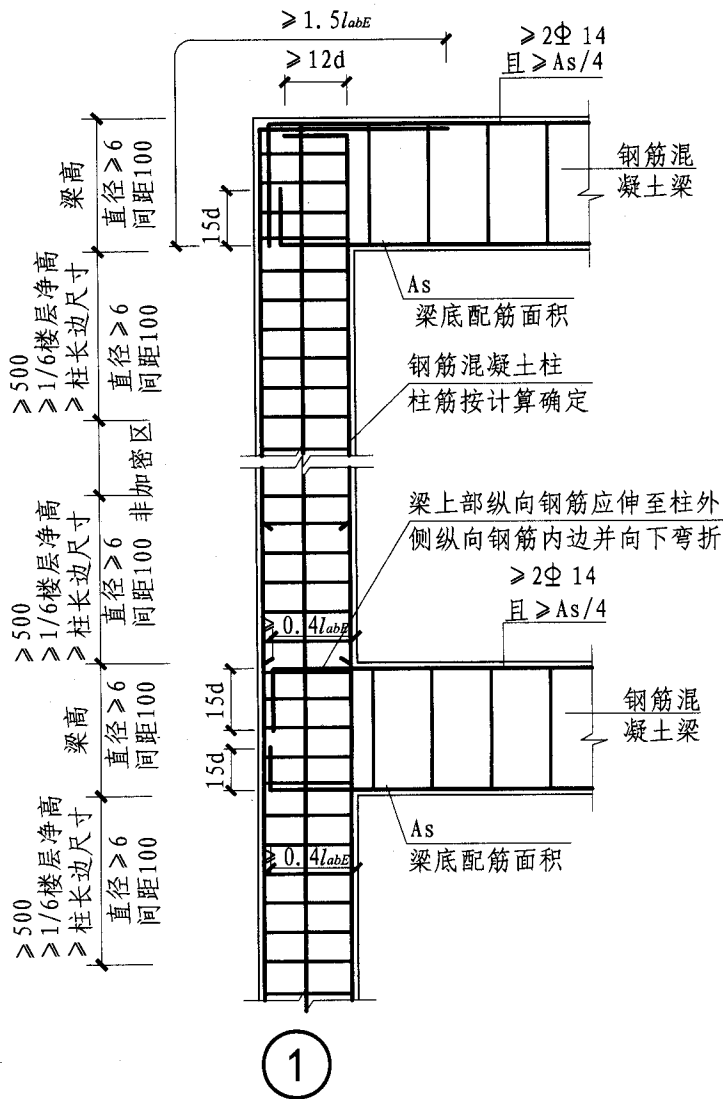 ≥1.5labE
≥12d
≥2Φ14
且≥As/4
钢筋混
凝土梁
梁高
直径≥6
间距100
15d
As
梁底配筋面积
≥500
≥1/6楼层净高
≥柱长边尺寸
直径≥6
间距100
钢筋混凝土柱
柱筋按计算确定
非加密区
梁上部纵向钢筋应伸至柱外
侧纵向钢筋内边并向下弯折
≥500
≥1/6楼层净高
≥柱长边尺寸
直径≥6
间距100
≥0.4labE
≥2Φ14
且≥As/4
梁高
直径≥6
间距100
15d
15d
钢筋混
凝土梁
As
梁底配筋面积
≥0.4labE
≥500
≥1/6楼层净高
≥柱长边尺寸
直径≥6
间距100
1